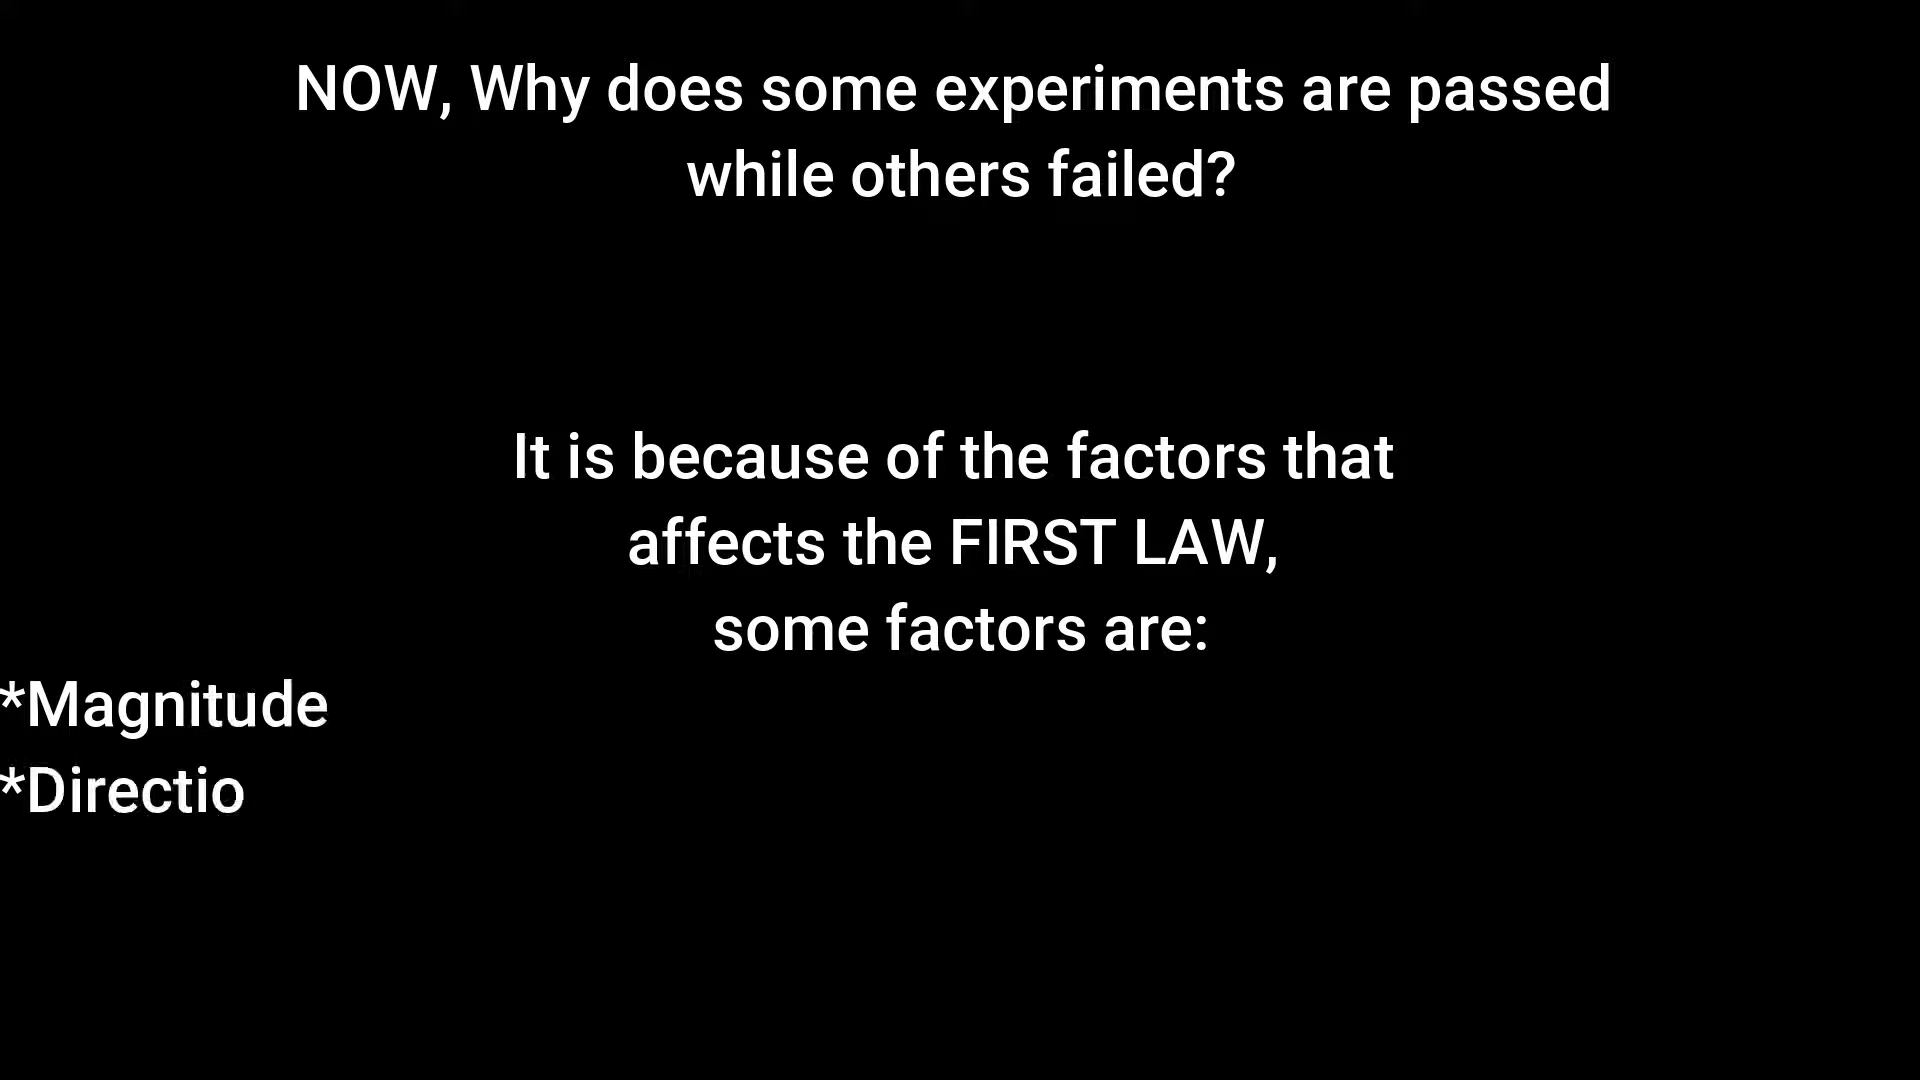 NOW, Why does some experiments are passed
while others failed?
It is because of the factors that
affects the FIRST LAW,
some factors are:
*Magnitude
*Directio